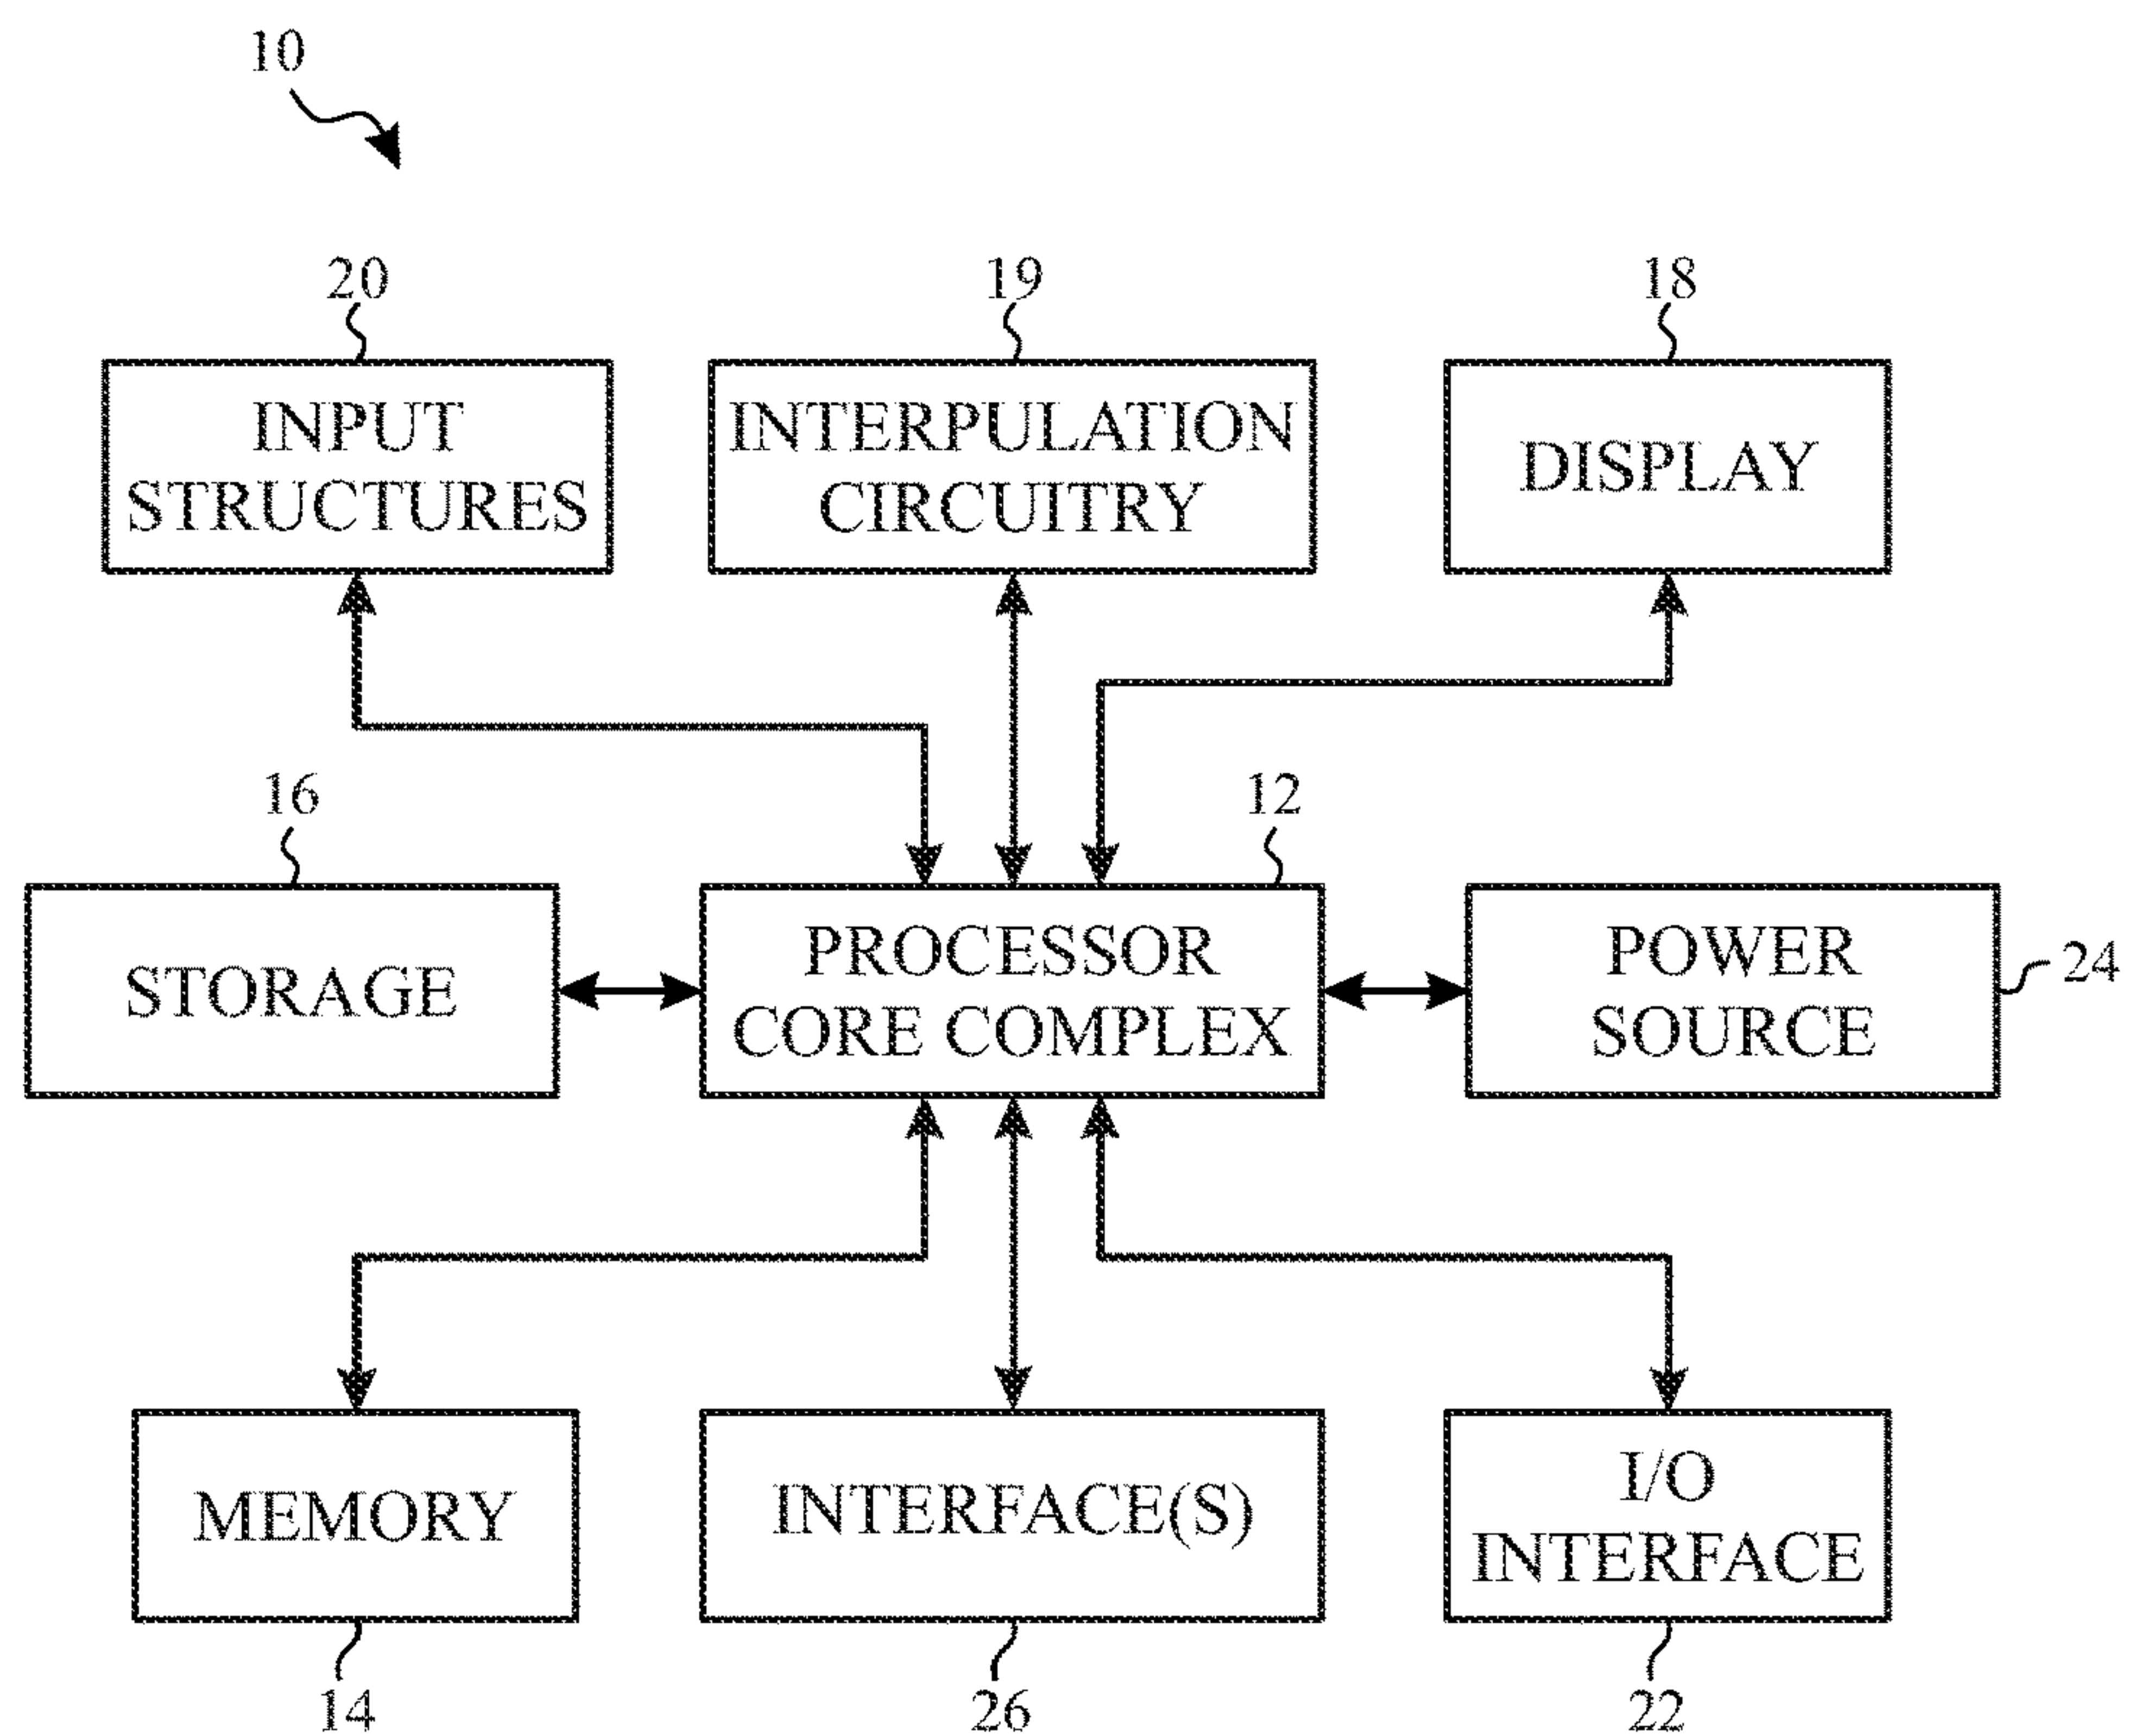 10
20
19
18
INPUT
STRUCTURES
INTERPULATION
CIRCUITRY
DISPLAY
16
12
STORAGE
PROCESSOR
CORE COMPLEX
POWER
SOURCE
24
MEMORY
INTERFACE(S)
I/O
INTERFACE
14
26
22